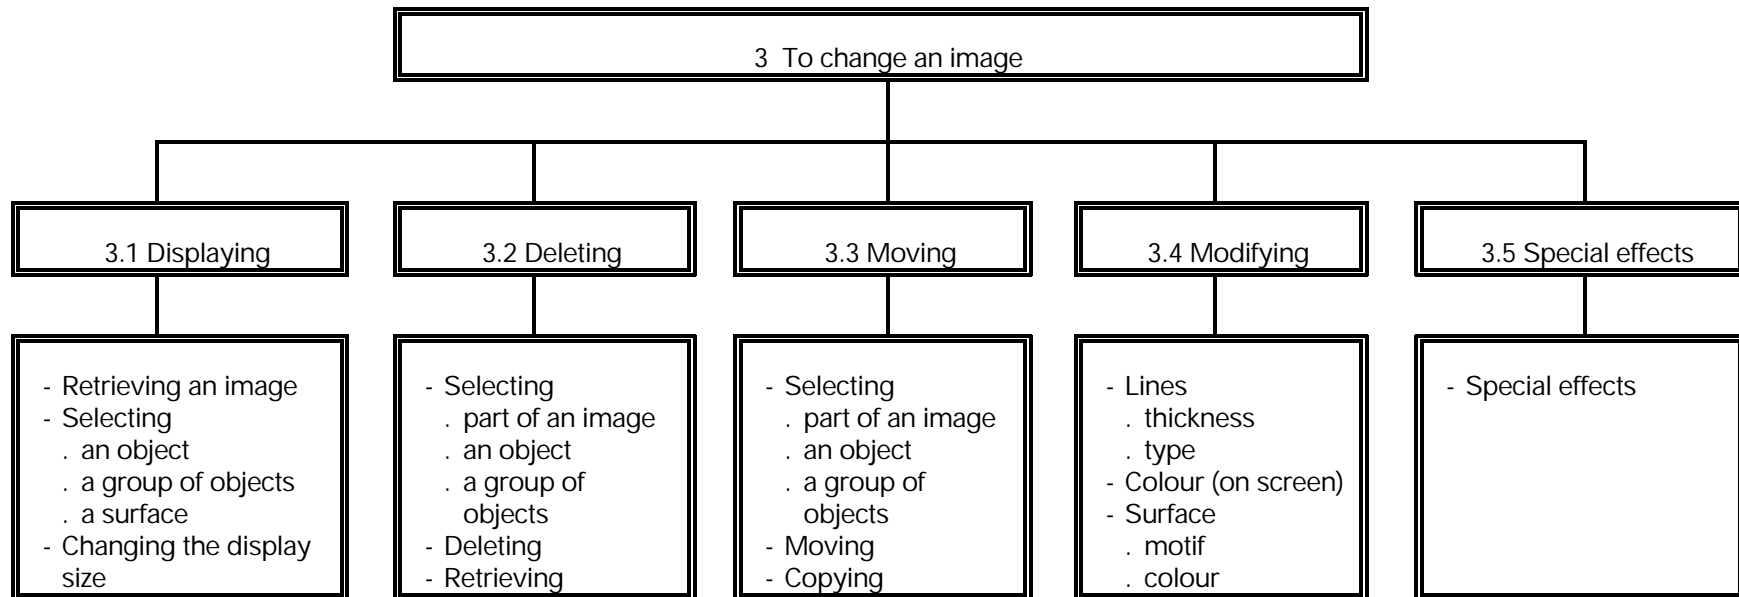 3 To change an image
3.1 Displaying
3.2 Deleting
3.3 Moving
3.4 Modifying
3.5 Special effects
- Retrieving an image
- Selecting
. an object
. a group of objects
. a surface
- Changing the display
size
- Selecting
. part of an image
. an object
. a group of
objects
- Deleting
- Retrieving
- Selecting
. part of an image
. an object
. a group of
objects
- Moving
- Copying
- Lines
. thickness
. type
- Colour (on screen)
- Surface
. motif
. colour
- Special effects